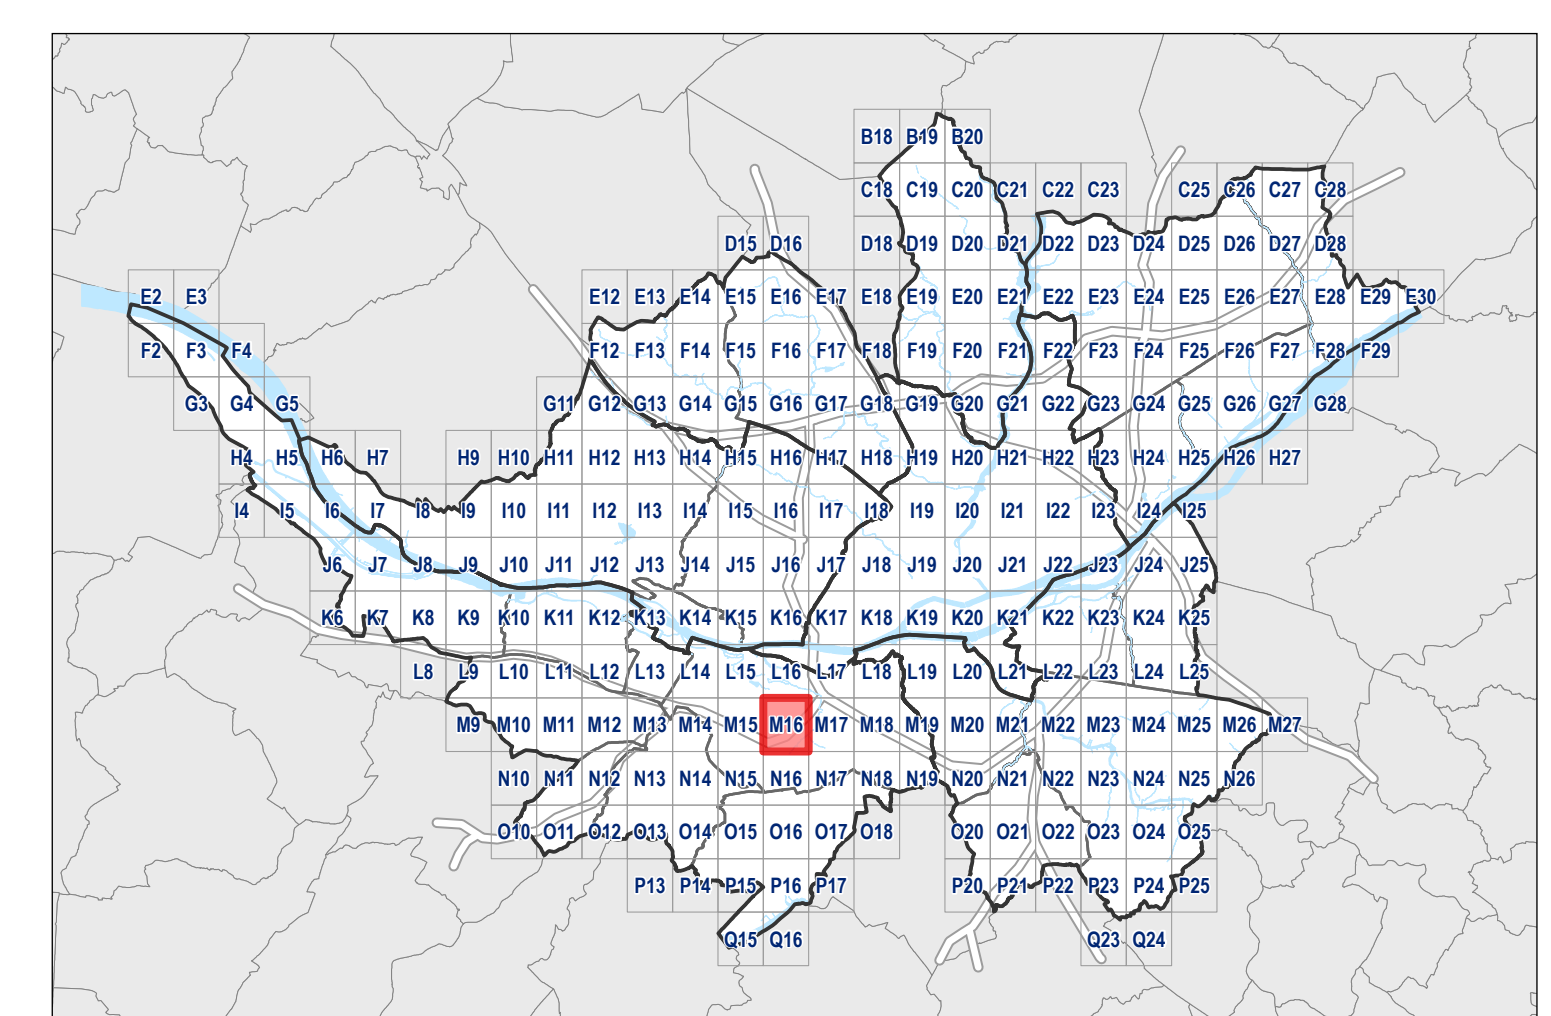 B18 B19 B20
C18 C19 C20 C21 C22 C23 C25 C26 C27 C28
D15 D16 D18 D19 D20 D21 D22 D23 D24 D25 D26 D27 D28
E2 E3 E12 E13 E14 E15 E16 E17 E18 E19 E20 E21 E22 E23 E24 E25 E26 E27 E28 E29 E30
F2 F3 F4 F12 F13 F14 F15 F16 F17 F18 F19 F20 F21 F22 F23 F24 F25 F26 F27 F28 F29
G3 G4 G5 G11 G12 G13 G14 G15 G16 G17 G18 G19 G20 G21 G22 G23 G24 G25 G26 G27 G28
H4 H5 H6 H7 H9 H10 H11 H12 H13 H14 H15 H16 H17 H18 H19 H20 H21 H22 H23 H24 H25 H26 H27
I4 I5 I6 I7 I8 I9 I10 I11 I12 I13 I14 I15 I16 I17 I18 I19 I20 I21 I22 I23 I24 I25
J6 J7 J8 J9 J10 J11 J12 J13 J14 J15 J16 J17 J18 J19 J20 J21 J22 J23 J24 J25
K6 K7 K8 K9 K10 K11 K12 K13 K14 K15 K16 K17 K18 K19 K20 K21 K22 K23 K24 K25
L8 L9 L10 L11 L12 L13 L14 L15 L16 L17 L18 L19 L20 L21 L22 L23 L24 L25
M9 M10 M11 M12 M13 M14 M15 M16 M17 M18 M19 M20 M21 M22 M23 M24 M25 M26 M27
N10 N11 N12 N13 N14 N15 N16 N17 N18 N19 N20 N21 N22 N23 N24 N25 N26
O10 O11 O12 O13 O14 O15 O16 O17 O18 O20 O21 O22 O23 O24 O25
P13 P14 P15 P16 P17 P20 P21 P22 P23 P24 P25
Q15 Q16 Q23 Q24